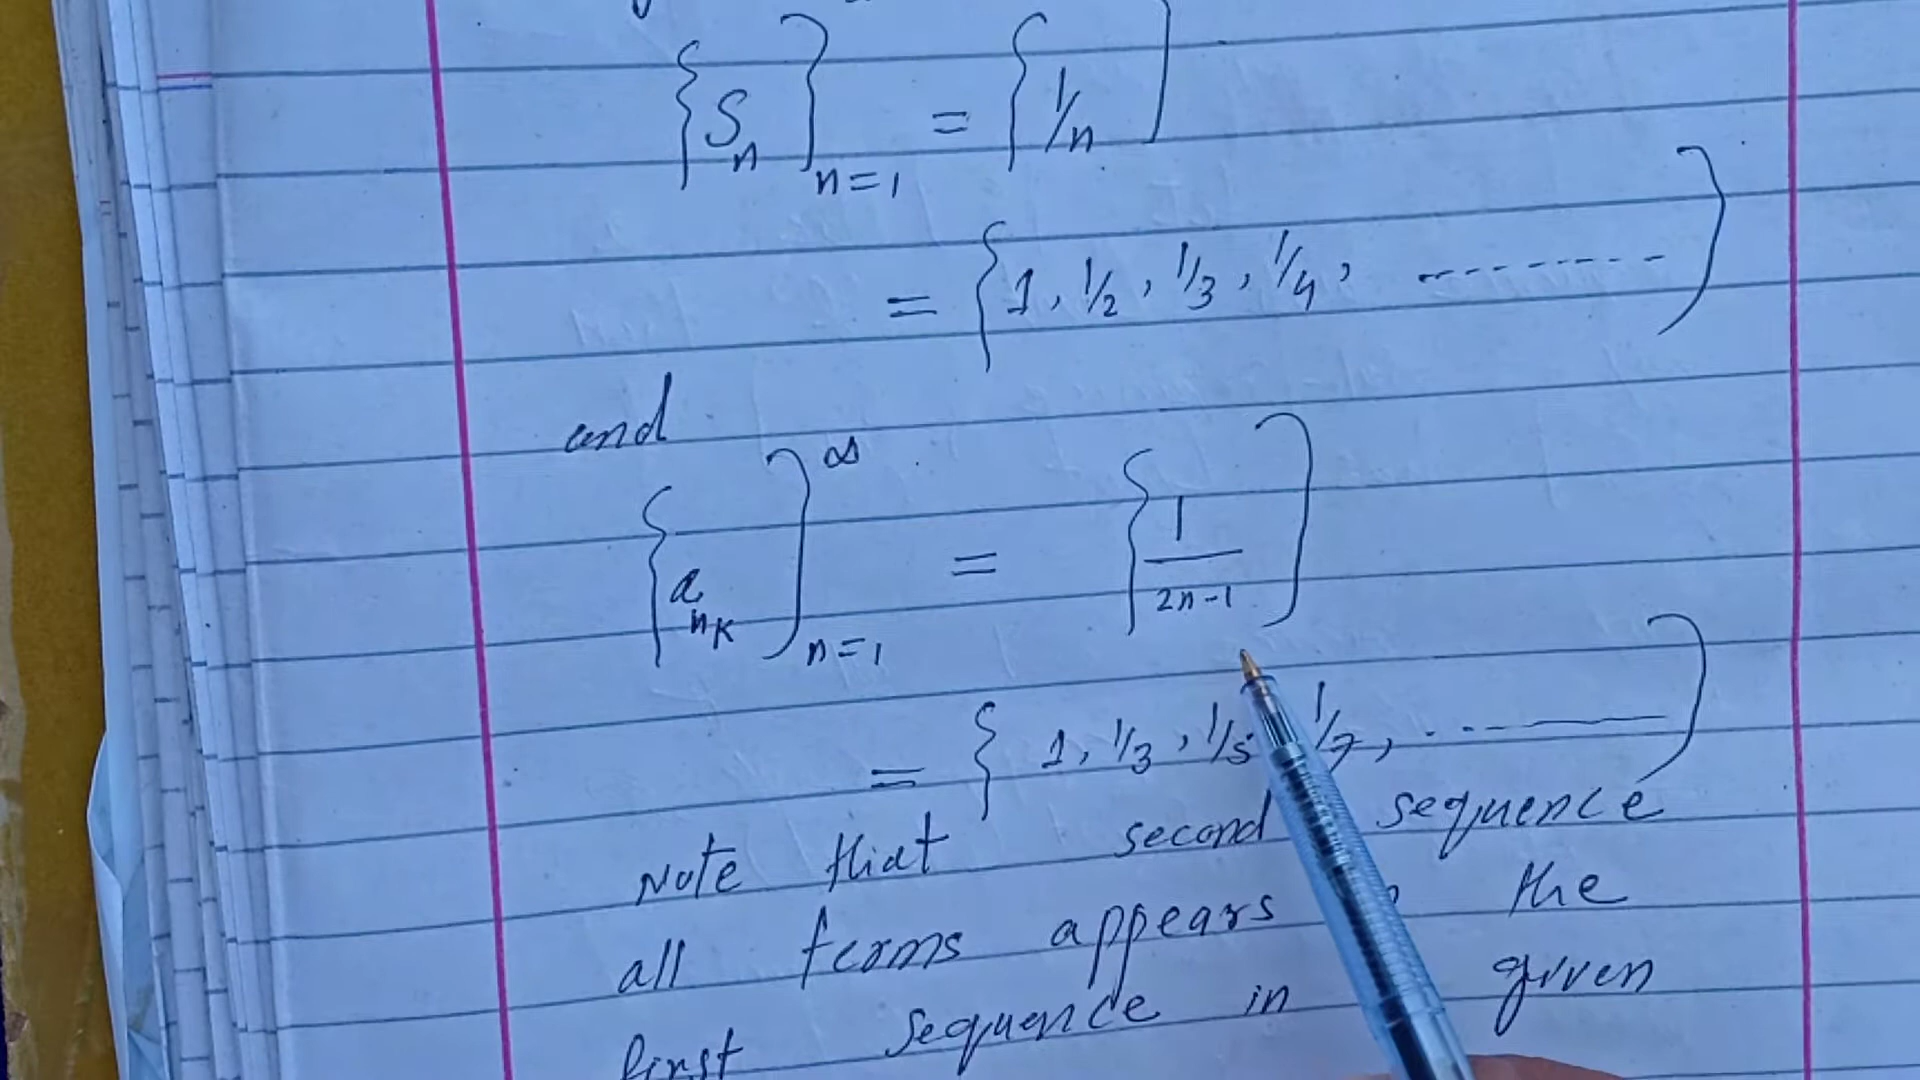 {S_n}_{n=1} = {1/n}
= {1, 1/2, 1/3, 1/4, --------}
and
{a_{n_K}}^∞_{n=1} = {1/(2n-1)}
= {1, 1/3, 1/5 1/7, ...}
Note that second sequence
all terms appears the
first sequence in given